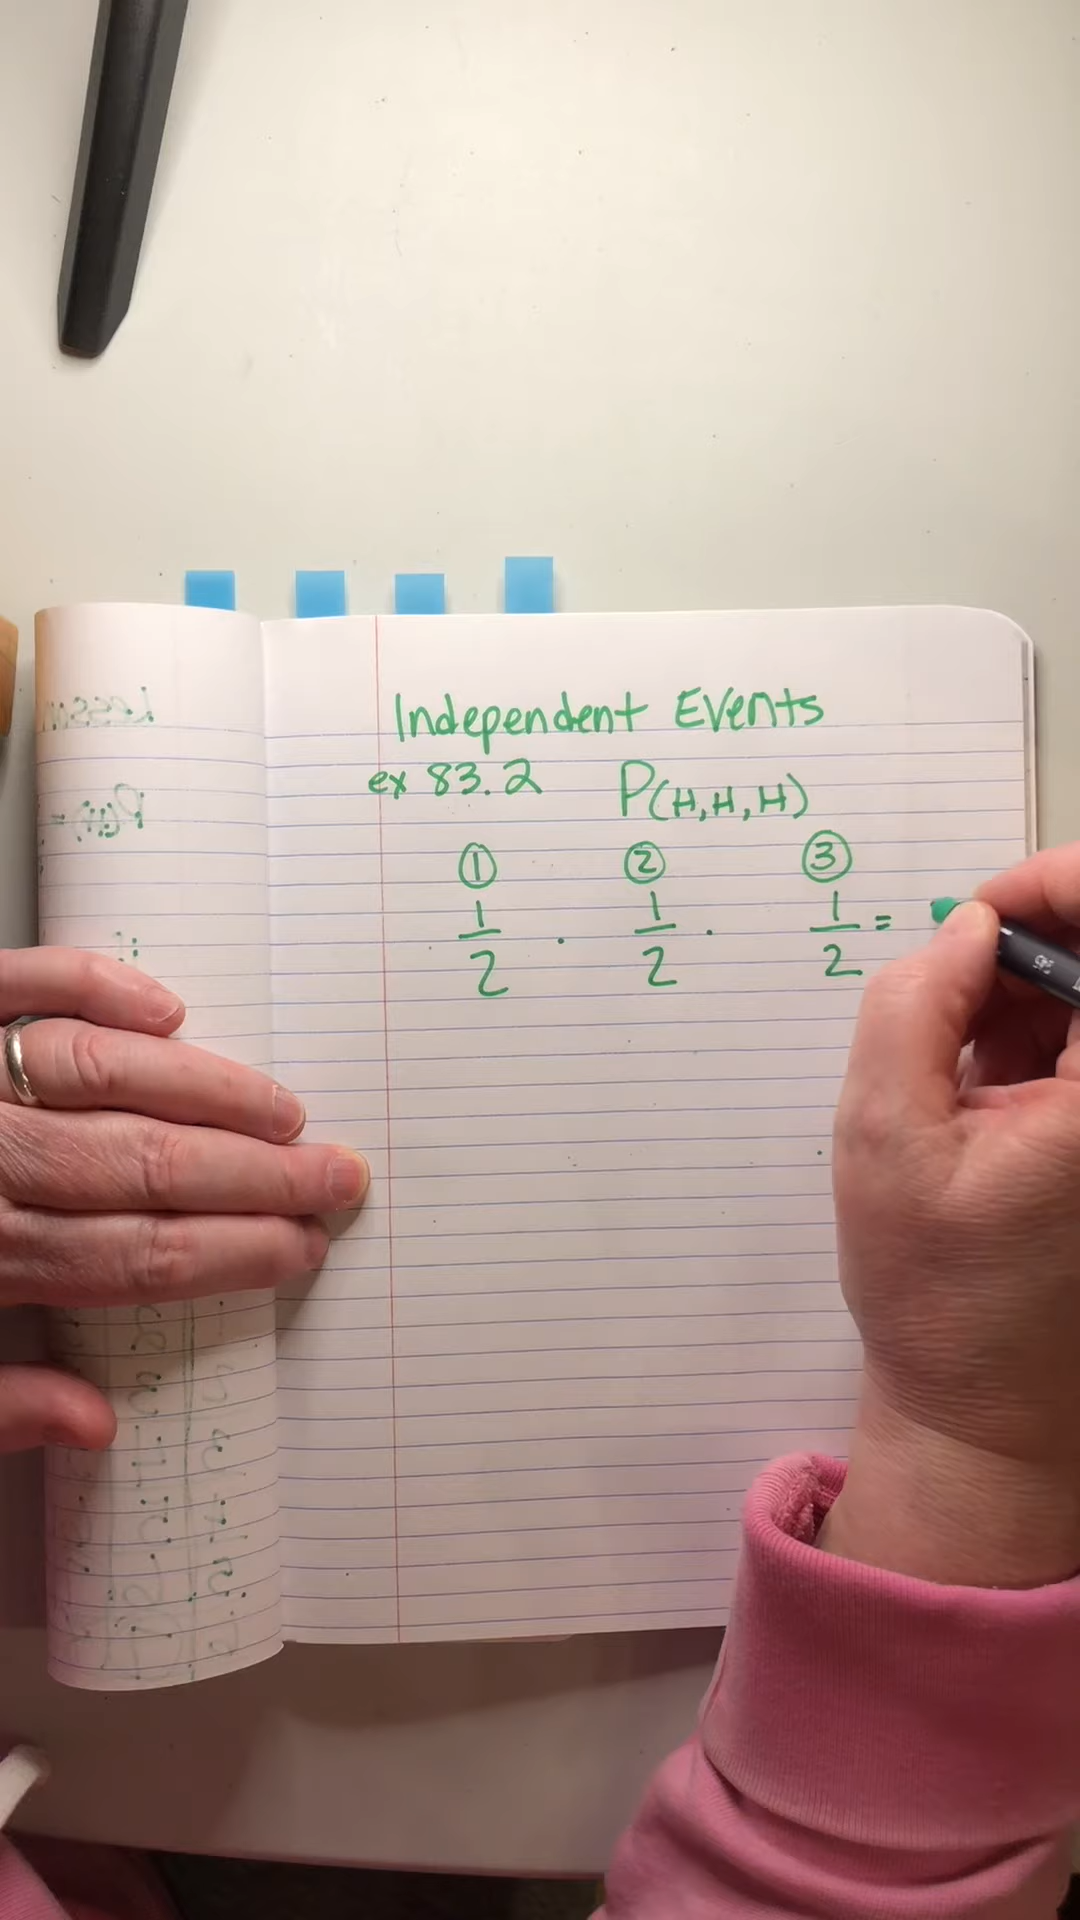 Independent Events
ex 83.2 P(H,H,H)
① ② ③
1/2 · 1/2 · 1/2 =